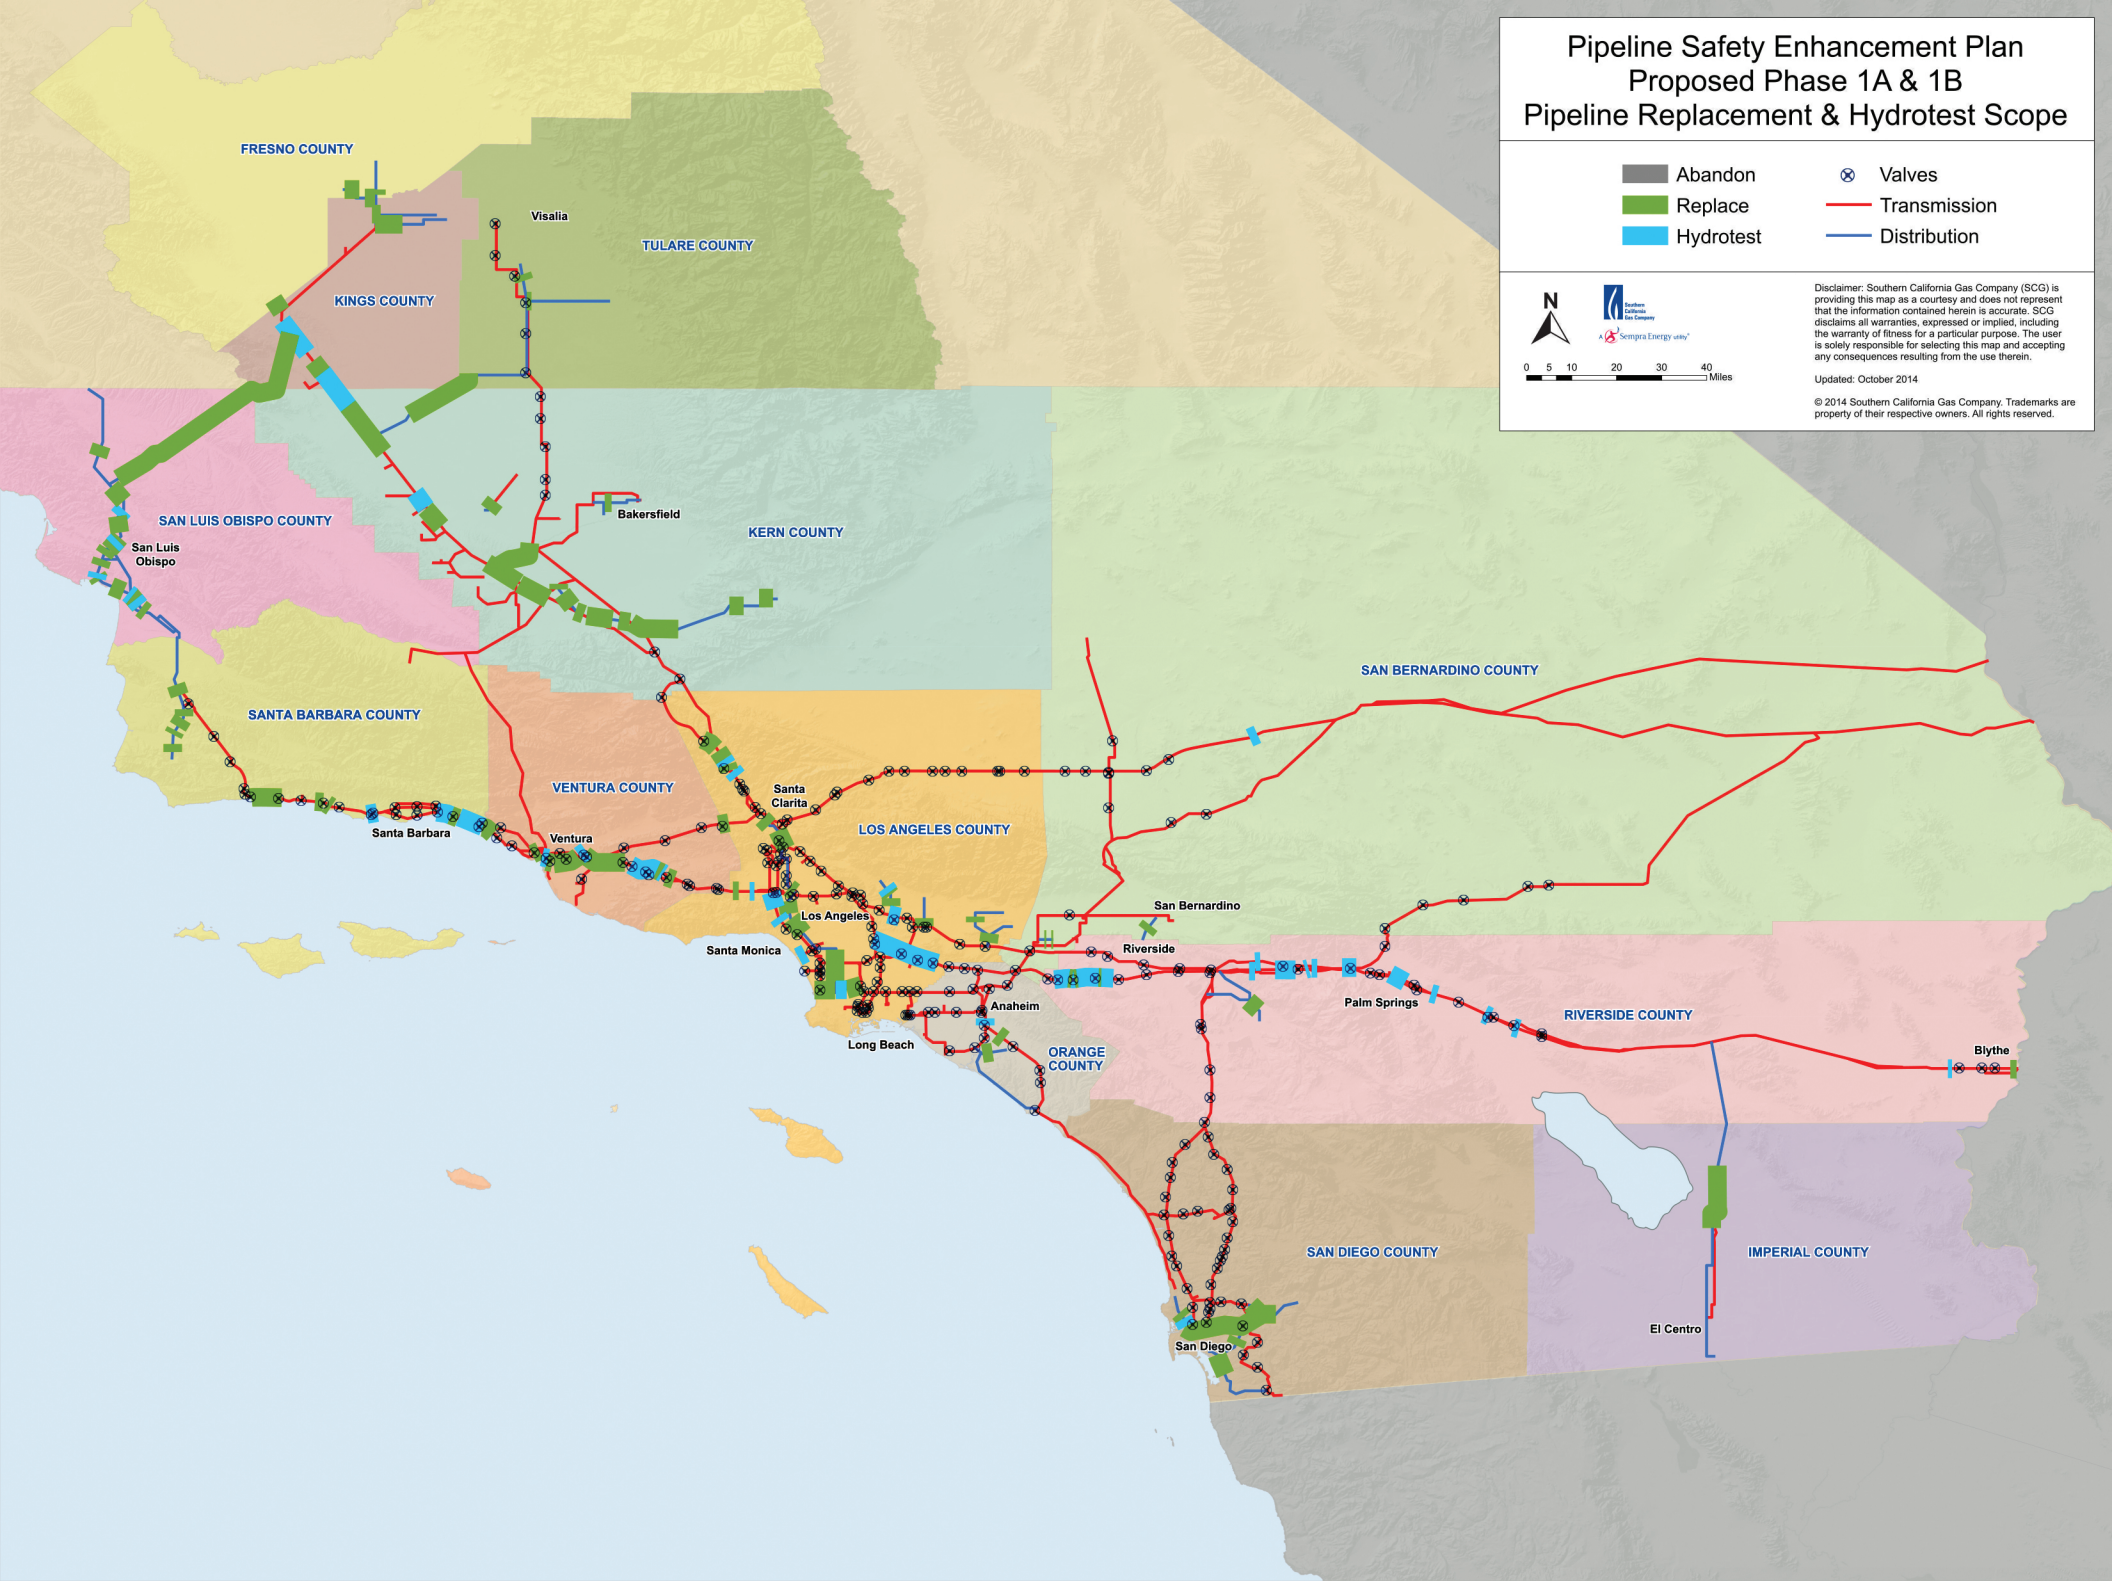 Pipeline Safety Enhancement Plan
Proposed Phase 1A & 1B
Pipeline Replacement & Hydrotest Scope
Abandon
Replace
Hydrotest
Valves
Transmission
Distribution
N
Southern
California
Gas Company
A Sempra Energy utility®
0 5 10 20 30 40
Miles
Disclaimer: Southern California Gas Company (SCG) is
providing this map as a courtesy and does not represent
that the information contained herein is accurate. SCG
disclaims all warranties, expressed or implied, including
the warranty of fitness for a particular purpose. The user
is solely responsible for selecting this map and accepting
any consequences resulting from the use therein.
Updated: October 2014
© 2014 Southern California Gas Company. Trademarks are
property of their respective owners. All rights reserved.
FRESNO COUNTY
Visalia
TULARE COUNTY
KINGS COUNTY
SAN LUIS OBISPO COUNTY
San Luis
Obispo
Bakersfield
KERN COUNTY
SAN BERNARDINO COUNTY
SANTA BARBARA COUNTY
VENTURA COUNTY
Santa
Clarita
LOS ANGELES COUNTY
Santa Barbara
Ventura
Los Angeles
San Bernardino
Santa Monica
Riverside
Palm Springs
Anaheim
RIVERSIDE COUNTY
Long Beach
ORANGE
COUNTY
Blythe
SAN DIEGO COUNTY
IMPERIAL COUNTY
El Centro
San Diego